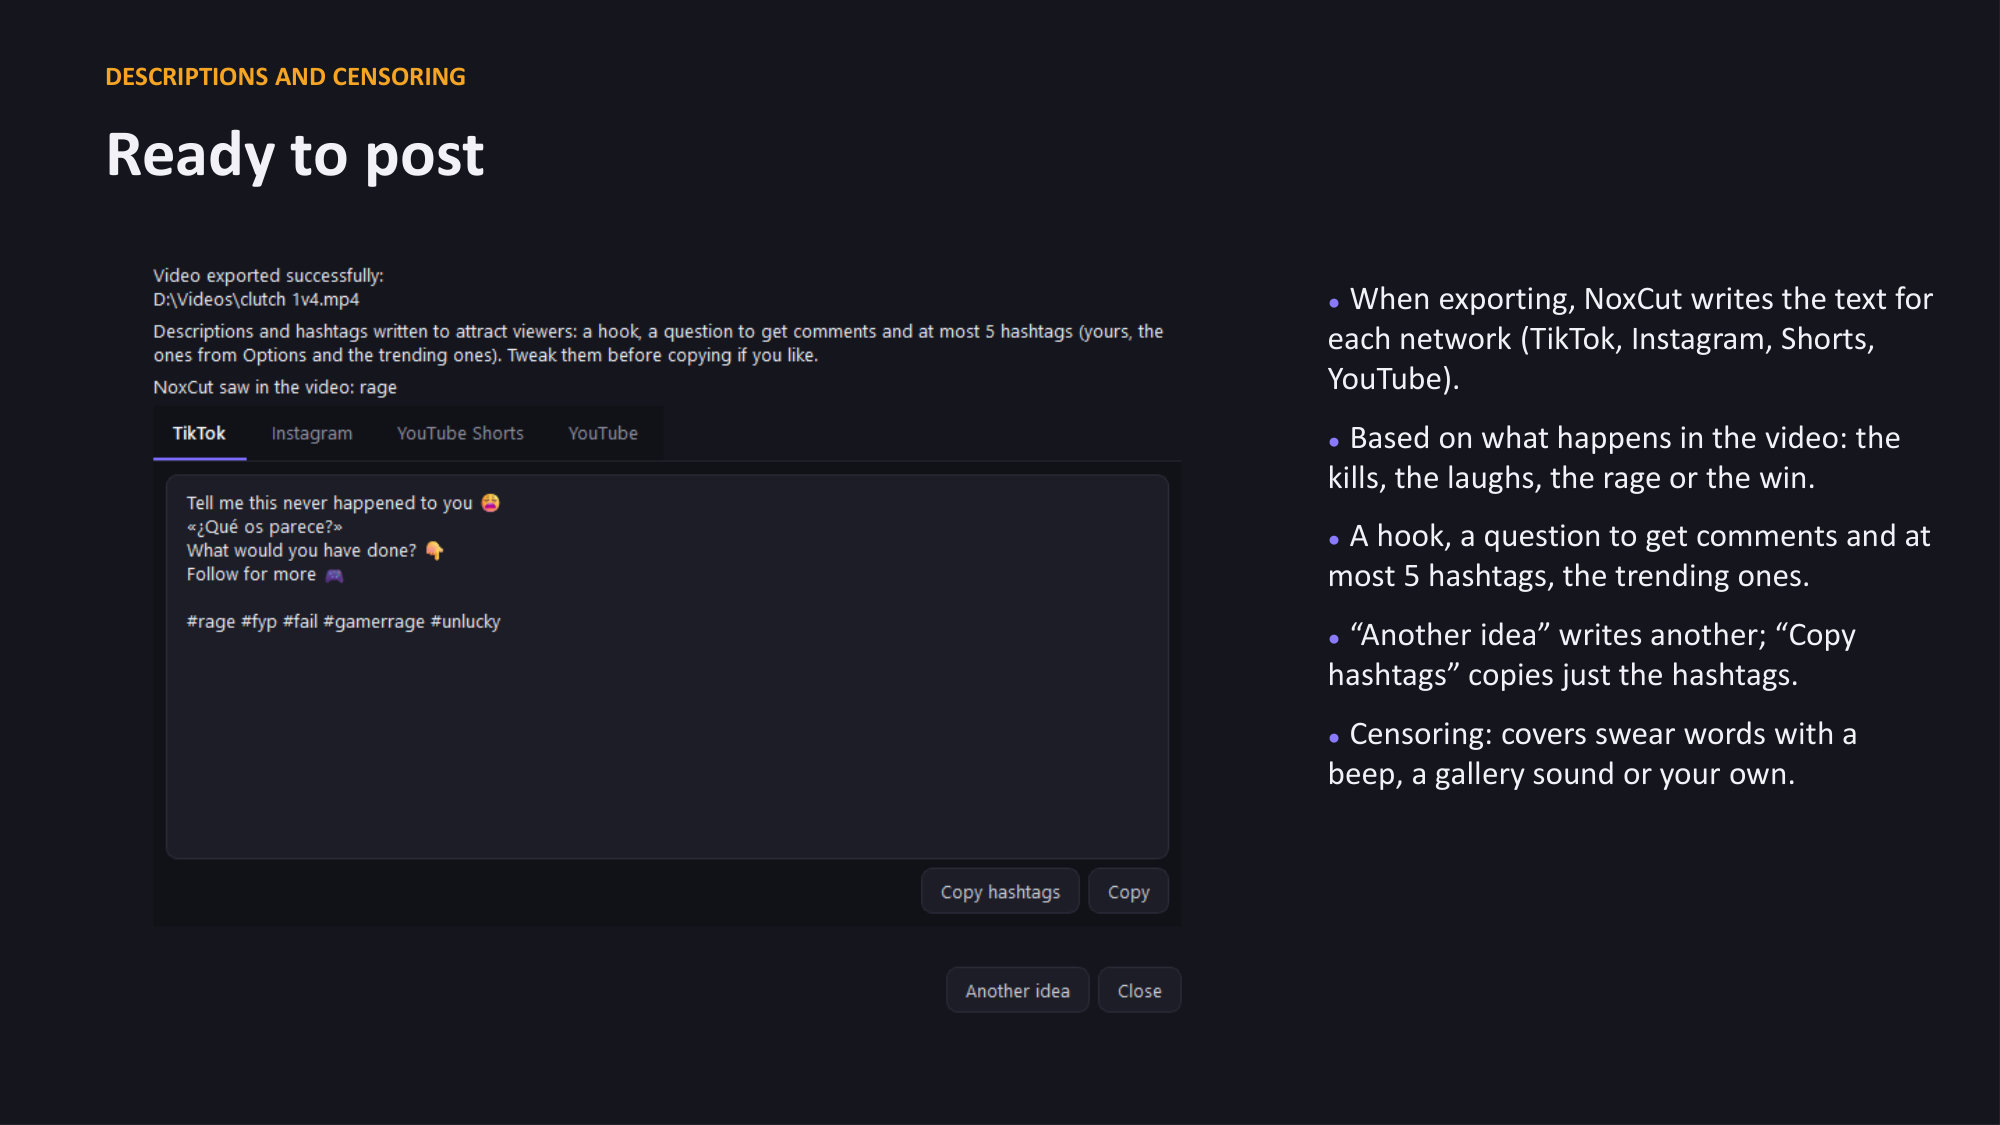 DESCRIPTIONS AND CENSORING
Ready to post
Video exported successfully:
D:\Videos\clutch 1v4.mp4
Descriptions and hashtags written to attract viewers: a hook, a question to get comments and at most 5 hashtags (yours, the
ones from Options and the trending ones). Tweak them before copying if you like.
NoxCut saw in the video: rage
TikTok Instagram YouTube Shorts YouTube
Tell me this never happened to you 😭
«¿Qué os parece?»
What would you have done? 👇
Follow for more 🎮
#rage #fyp #fail #gamerrage #unlucky
Copy hashtags Copy
Another idea Close
• When exporting, NoxCut writes the text for
each network (TikTok, Instagram, Shorts,
YouTube).
• Based on what happens in the video: the
kills, the laughs, the rage or the win.
• A hook, a question to get comments and at
most 5 hashtags, the trending ones.
• “Another idea” writes another; “Copy
hashtags” copies just the hashtags.
• Censoring: covers swear words with a
beep, a gallery sound or your own.